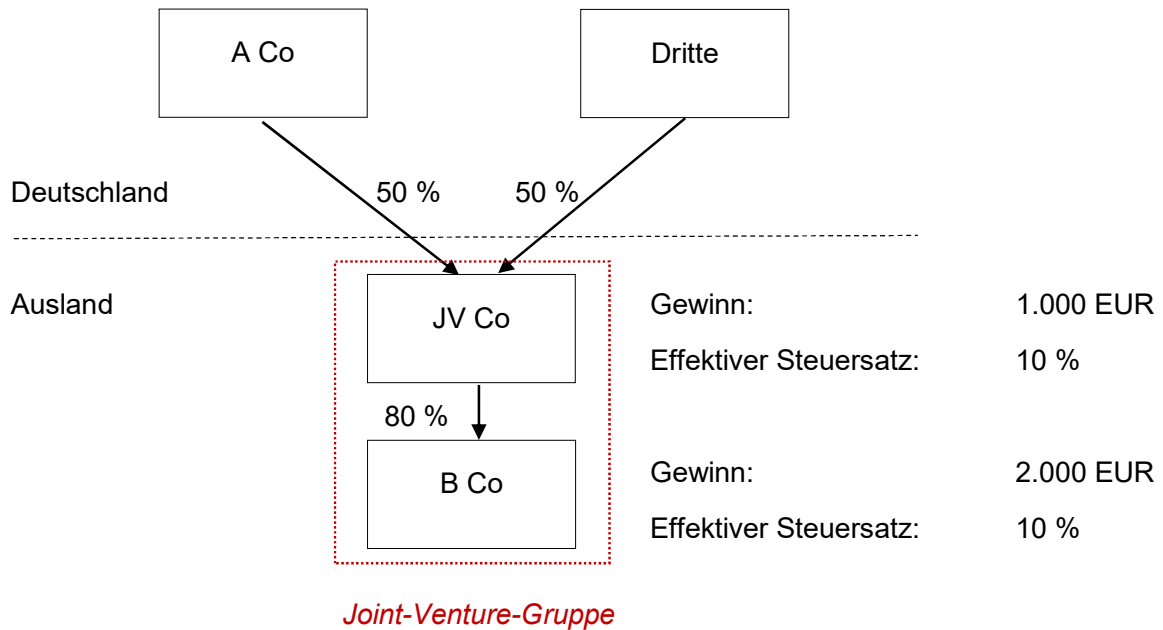 A Co
Dritte
Deutschland
50 %
50 %
Ausland
JV Co
Gewinn: 1.000 EUR
Effektiver Steuersatz: 10 %
80 %
B Co
Gewinn: 2.000 EUR
Effektiver Steuersatz: 10 %
Joint-Venture-Gruppe